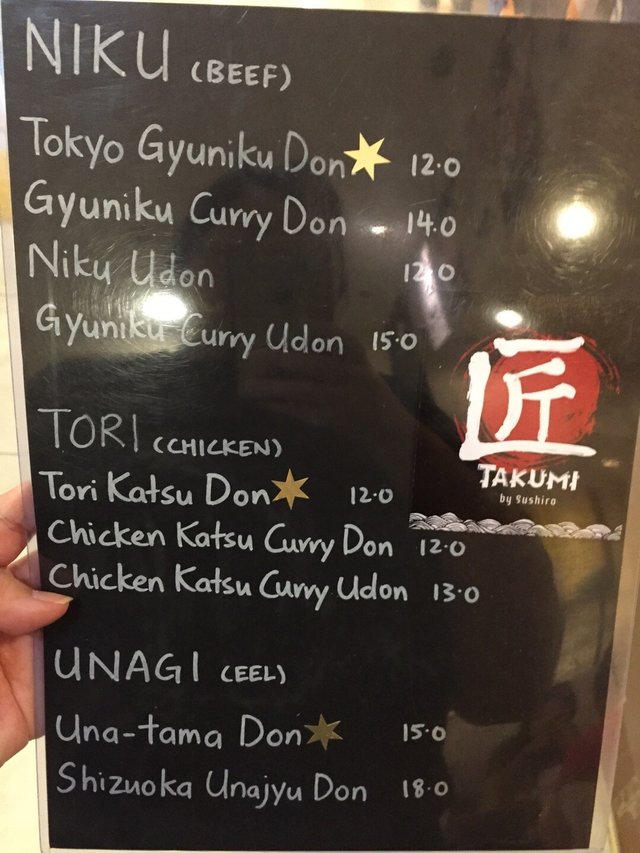 NIKU (BEEF)
Tokyo Gyuniku Don 12.0
Gyuniku Curry Don 14.0
Niku Udon 12.0
Gyuniku Curry Udon 15.0
匠
TAKUMI
by Sushiro
TORI (CHICKEN)
Tori Katsu Don 12.0
Chicken Katsu Curry Don 12.0
Chicken Katsu Curry Udon 13.0
UNAGI (EEL)
Una-tama Don 15.0
Shizuoka Unajyu Don 18.0